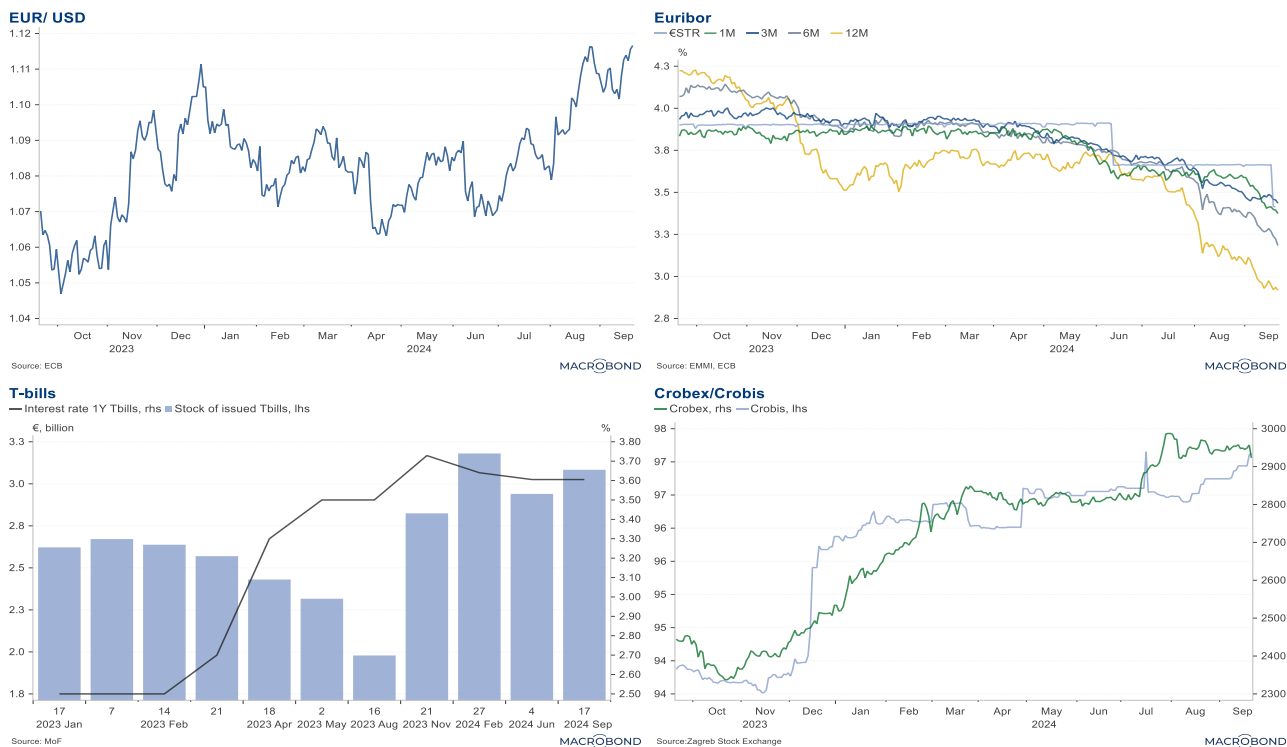 EUR/ USD
1.12
1.11
1.10
1.09
1.08
1.07
1.06
1.05
1.04
Oct Nov Dec Jan Feb Mar Apr May Jun Jul Aug Sep
2023 2024
Source: ECB
MACROBOND
Euribor
€STR 1M 3M 6M 12M
%
4.3
4.0
3.8
3.5
3.3
3.0
2.8
Oct Nov Dec Jan Feb Mar Apr May Jun Jul Aug Sep
2023 2024
Source: EMMI, ECB
MACROBOND
T-bills
Interest rate 1Y Tbills, rhs Stock of issued Tbills, lhs
€, billion %
3.3
3.0
2.8
2.5
2.3
2.0
1.8
3.80
3.70
3.60
3.50
3.40
3.30
3.20
3.10
3.00
2.90
2.80
2.70
2.60
2.50
17 7 14 21 18 2 16 21 27 4 17
2023 Jan 2023 Feb 2023 Apr 2023 May 2023 Aug 2023 Nov 2024 Feb 2024 Jun 2024 Sep
Source: MoF
MACROBOND
Crobex/Crobis
Crobex, rhs Crobis, lhs
98
97
97
96
96
95
95
94
94
3000
2900
2800
2700
2600
2500
2400
2300
Oct Nov Dec Jan Feb Mar Apr May Jun Jul Aug Sep
2023 2024
Source:Zagreb Stock Exchange
MACROBOND